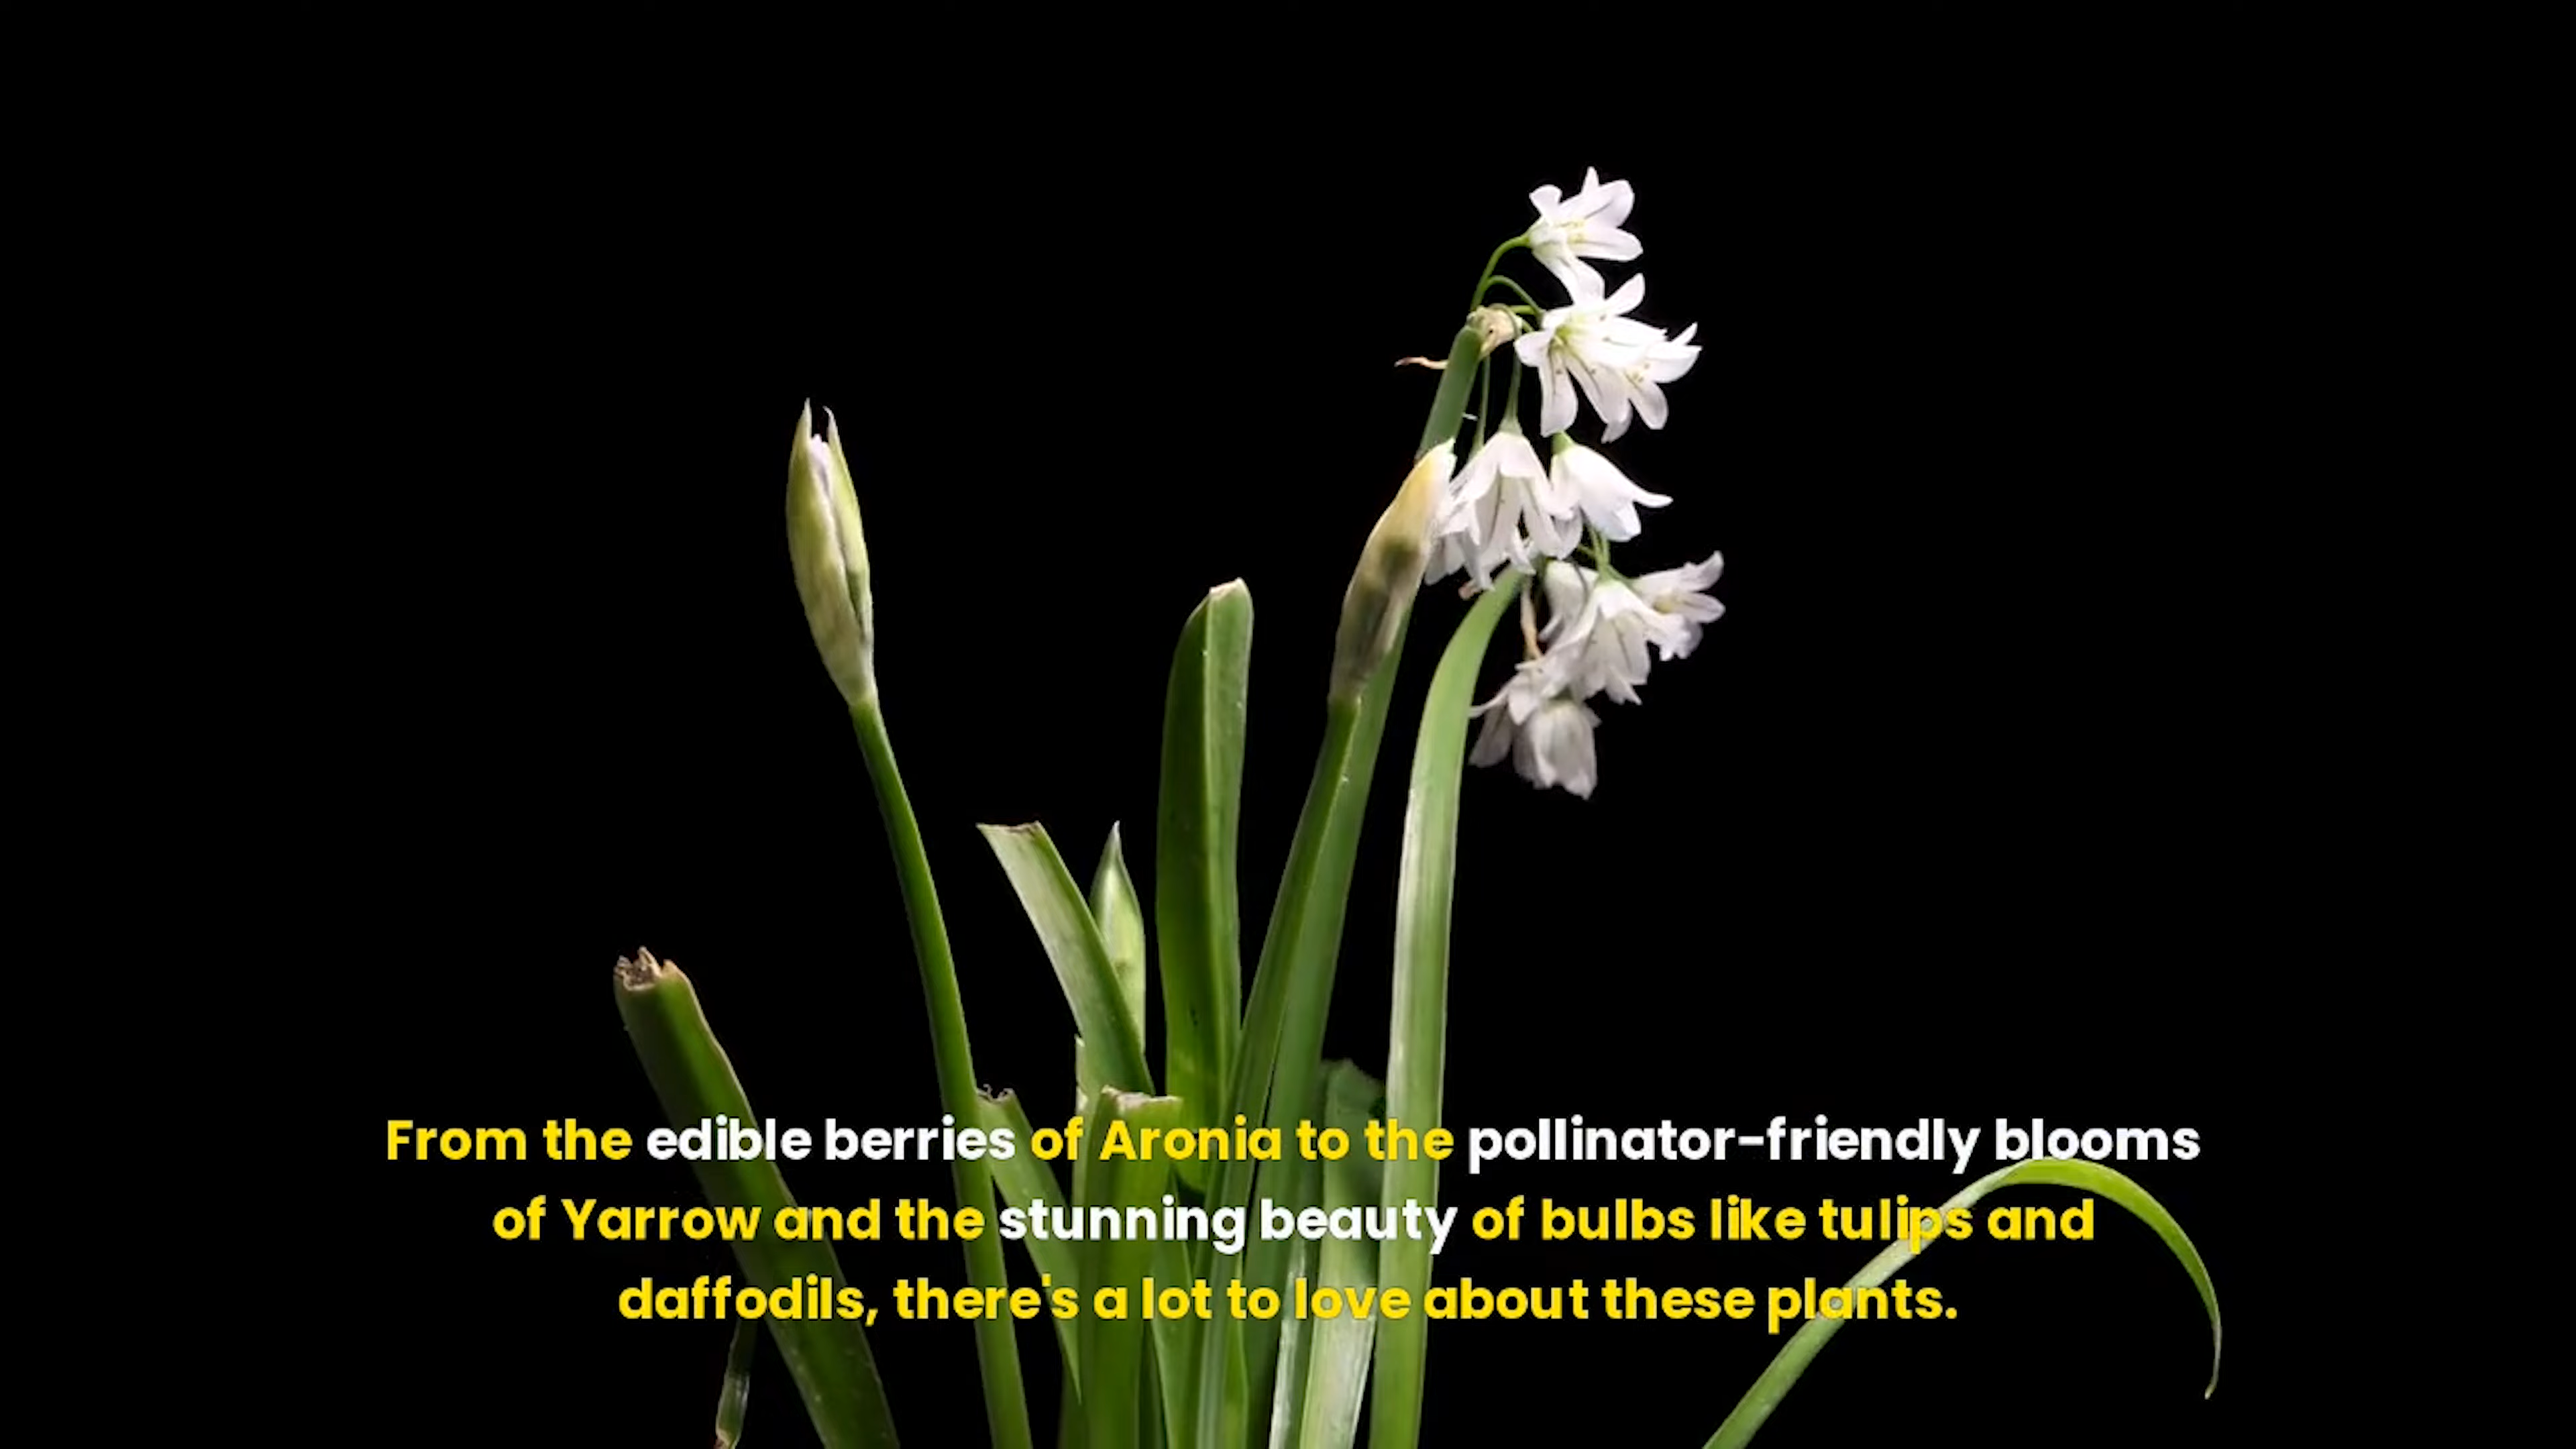 From the edible berries of Aronia to the pollinator-friendly blooms
of Yarrow and the stunning beauty of bulbs like tulips and
daffodils, there's a lot to love about these plants.